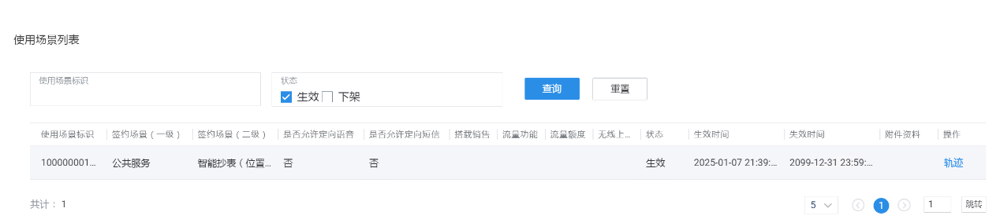 使用场景列表
使用场景标识
状态
生效 下架
查询
重置
使用场景标识 签约场景（一级） 签约场景（二级） 是否允许定向语音 是否允许定向短信 搭载销售 流量功能 流量额度 无线上... 状态 生效时间 失效时间 附件资料 操作
100000001... 公共服务 智能抄表（位置... 否 否 生效 2025-01-07 21:39:... 2099-12-31 23:59:... 轨迹
共计： 1
5 1 1 跳转